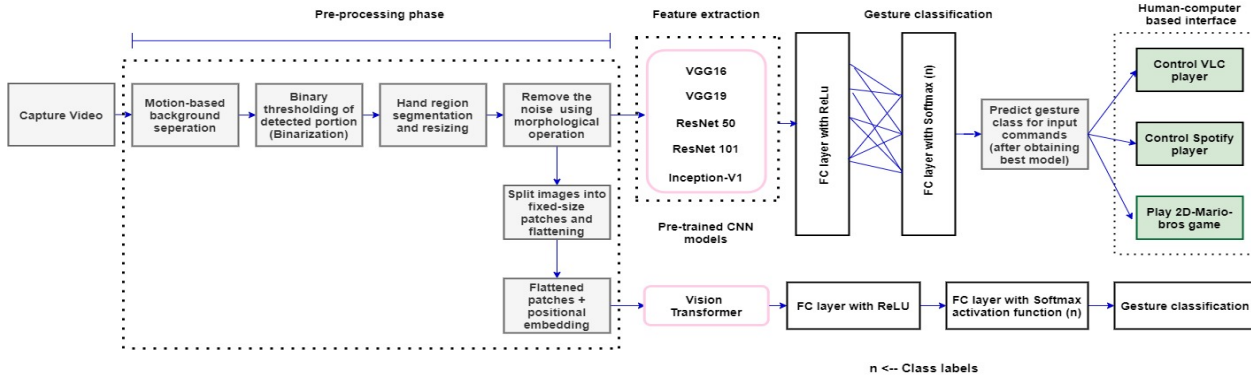 Pre-processing phase
Feature extraction
Gesture classification
Human-computer
based interface
Capture Video
Motion-based
background
seperation
Binary
thresholding of
detected portion
(Binarization)
Hand region
segmentation
and resizing
Remove the
noise using
morphological
operation
VGG16
VGG19
ResNet 50
ResNet 101
Inception-V1
Pre-trained CNN
models
FC layer with ReLu
FC layer with Softmax (n)
Predict gesture
class for input
commands
(after obtaining
best model)
Control VLC
player
Control Spotify
player
Play 2D-Mario-
bros game
Split images into
fixed-size
patches and
flattening
Flattened
patches +
positional
embedding
Vision
Transformer
FC layer with ReLU
FC layer with Softmax
activation function (n)
Gesture classification
n <-- Class labels